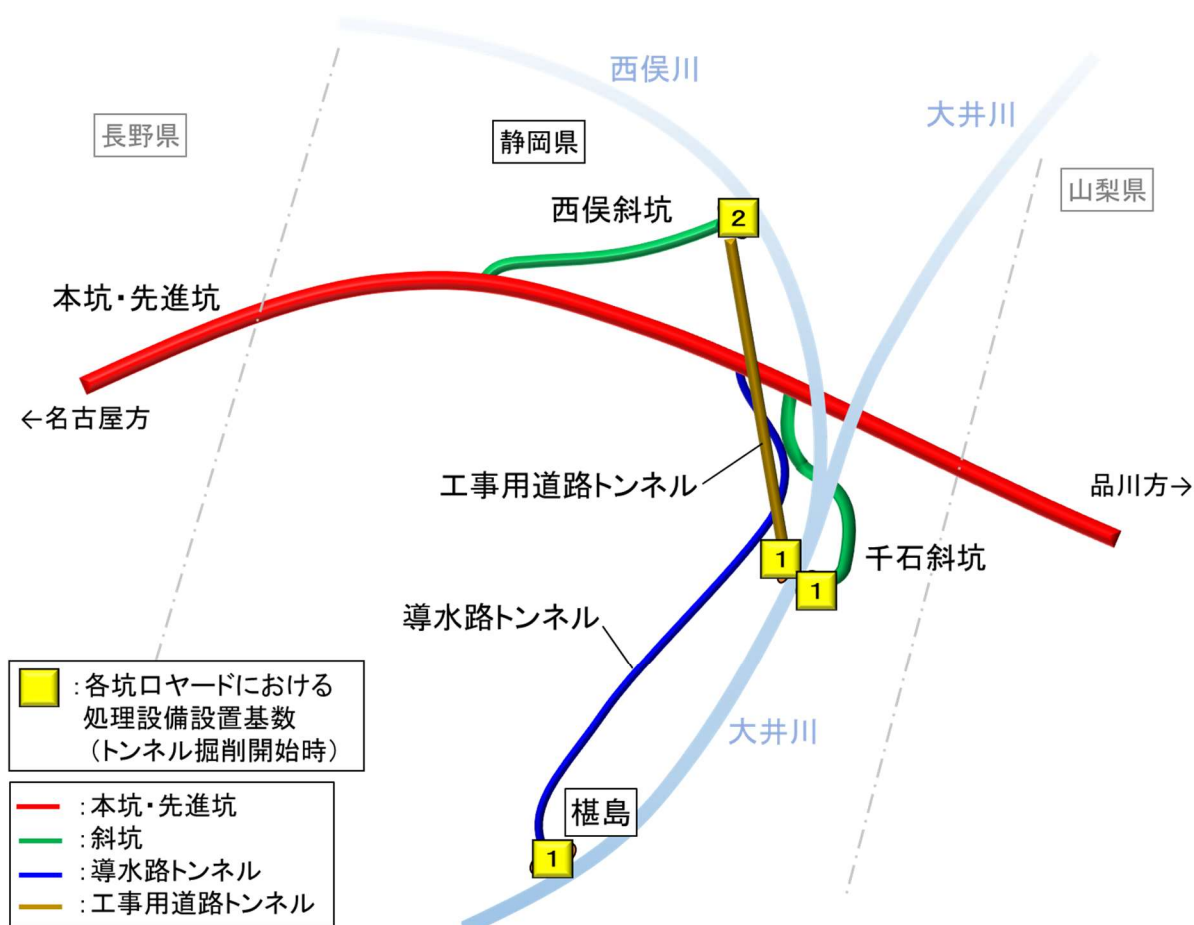 西俣川
大井川
長野県
静岡県
山梨県
西俣斜坑
2
本坑・先進坑
←名古屋方
工事用道路トンネル
品川方→
1
1
千石斜坑
導水路トンネル
大井川
:各坑口ヤードにおける
処理設備設置基数
（トンネル掘削開始時）
椹島
1
:本坑・先進坑
:斜坑
:導水路トンネル
:工事用道路トンネル